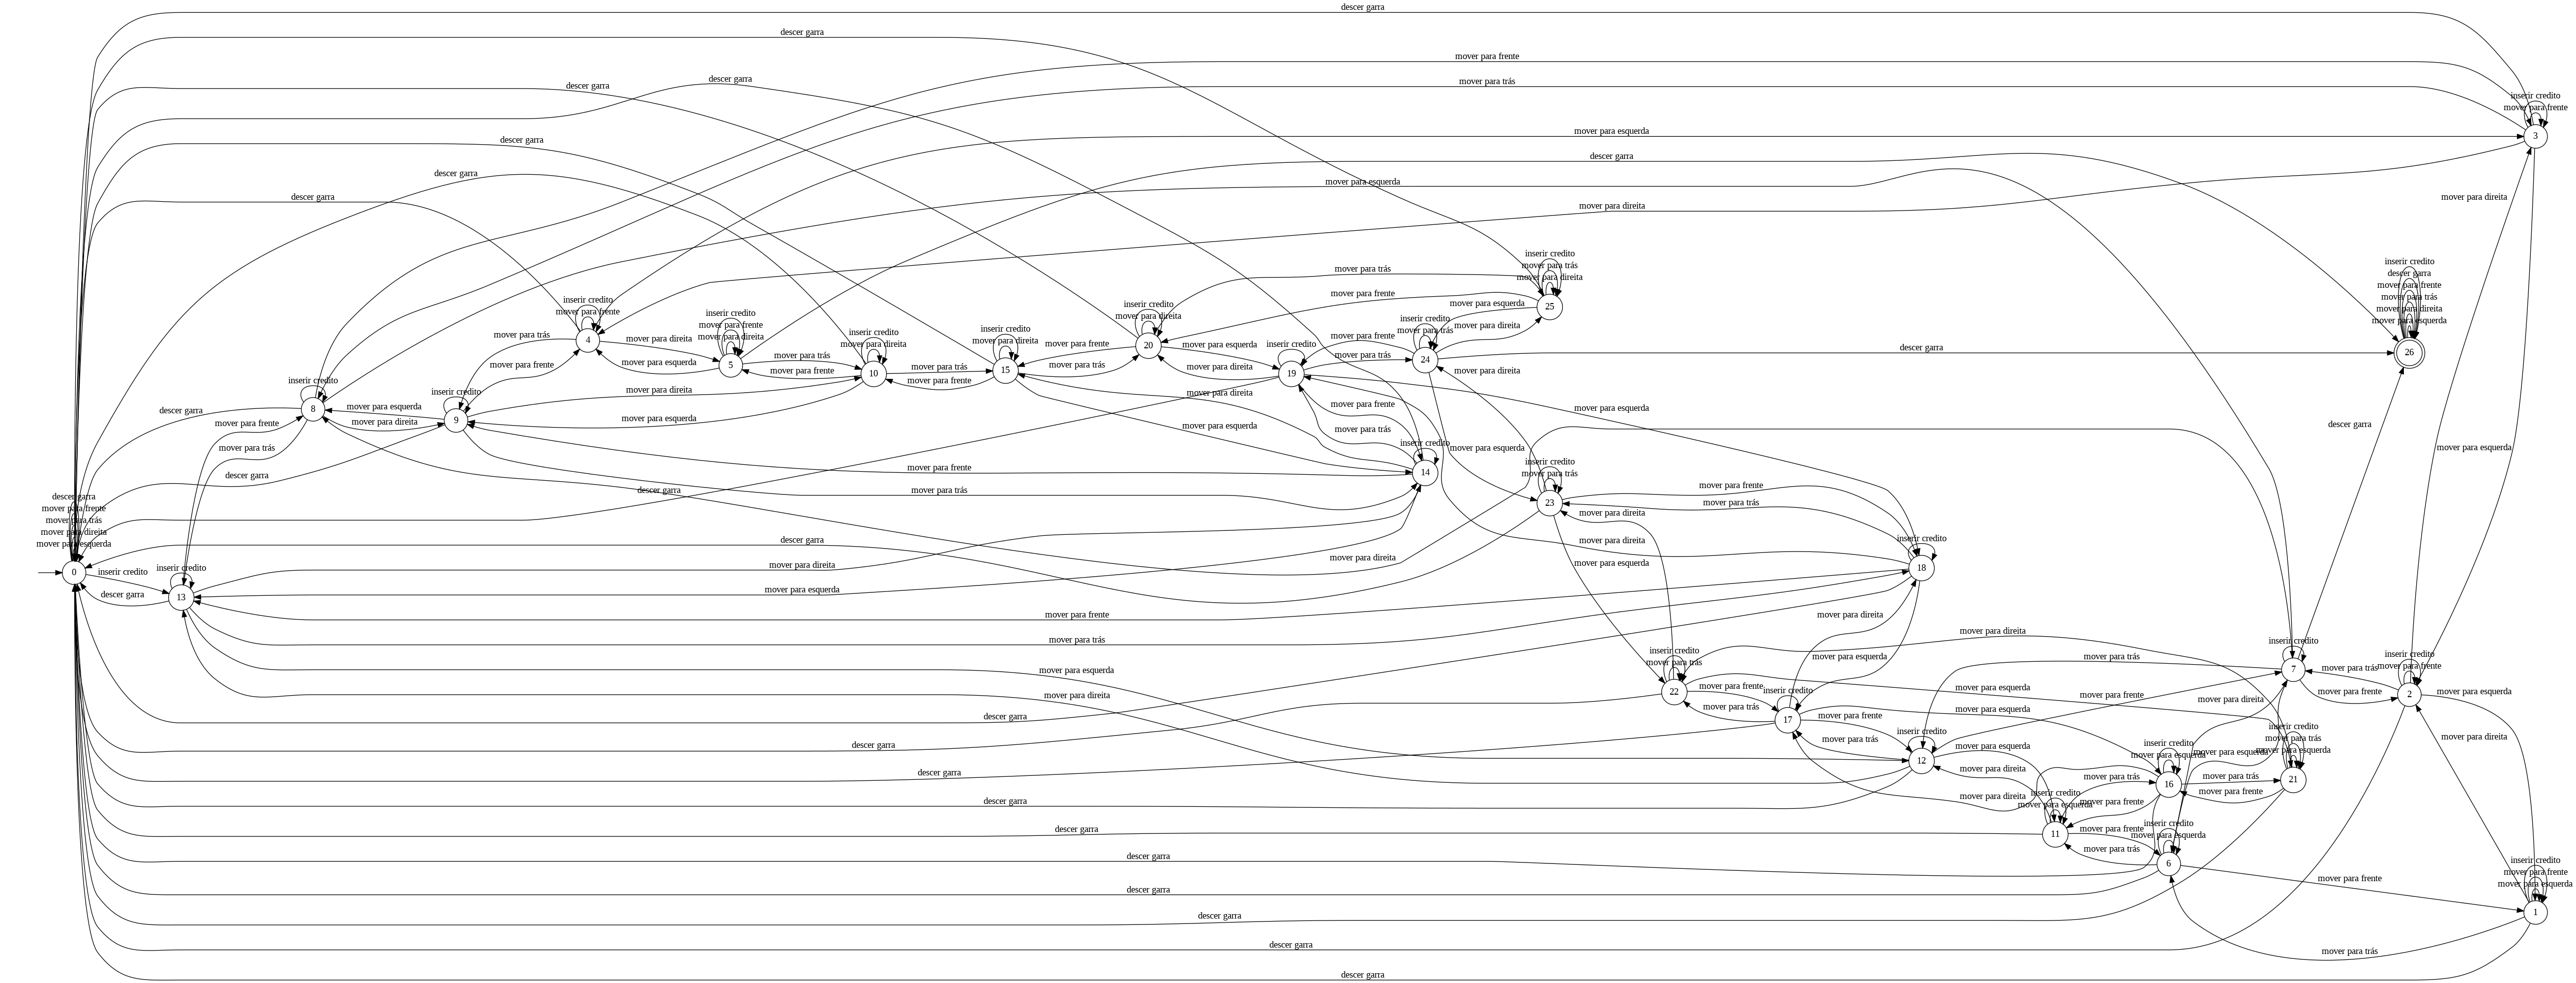 descer garra
descer garra
mover para frente
descer garra
mover para trás
descer garra
inserir credito
mover para frente
mover para esquerda
3
descer garra
descer garra
descer garra
mover para esquerda
descer garra
mover para direita
mover para direita
inserir credito
mover para trás
mover para direita
25
mover para trás
mover para frente
mover para esquerda
mover para direita
inserir credito
descer garra
mover para frente
mover para trás
mover para direita
mover para esquerda
26
inserir credito
mover para frente
4
mover para trás
mover para direita
mover para frente
inserir credito
mover para frente
mover para direita
5
mover para esquerda
mover para trás
mover para frente
inserir credito
mover para direita
10
mover para trás
mover para frente
inserir credito
mover para direita
15
mover para frente
mover para trás
inserir credito
mover para direita
20
mover para esquerda
mover para direita
inserir credito
19
mover para frente
mover para trás
inserir credito
mover para trás
24
descer garra
mover para direita
inserir credito
8
descer garra
mover para frente
mover para trás
mover para esquerda
mover para direita
inserir credito
9
mover para direita
mover para esquerda
mover para direita
mover para esquerda
mover para frente
mover para trás
mover para esquerda
mover para esquerda
descer garra
inserir credito
14
mover para frente
mover para trás
descer garra
descer garra
inserir credito
mover para trás
23
mover para frente
mover para trás
mover para direita
mover para direita
mover para esquerda
descer garra
mover para frente
mover para trás
mover para direita
mover para esquerda
0
inserir credito
descer garra
inserir credito
13
descer garra
mover para direita
mover para direita
mover para esquerda
mover para frente
mover para trás
mover para esquerda
mover para direita
inserir credito
18
mover para direita
mover para esquerda
mover para direita
inserir credito
mover para trás
22
mover para frente
mover para trás
mover para esquerda
inserir credito
17
mover para frente
mover para esquerda
mover para trás
descer garra
descer garra
descer garra
descer garra
mover para trás
mover para frente
descer garra
inserir credito
7
mover para trás
mover para frente
inserir credito
mover para frente
2
mover para direita
mover para esquerda
mover para esquerda
mover para direita
inserir credito
12
mover para esquerda
mover para direita
mover para direita
mover para direita
inserir credito
mover para esquerda
16
mover para trás
mover para frente
mover para esquerda
inserir credito
mover para trás
mover para esquerda
21
mover para trás
mover para frente
inserir credito
mover para esquerda
11
mover para frente
mover para trás
inserir credito
mover para esquerda
6
mover para frente
descer garra
descer garra
descer garra
descer garra
descer garra
inserir credito
mover para frente
mover para esquerda
1
mover para trás
descer garra